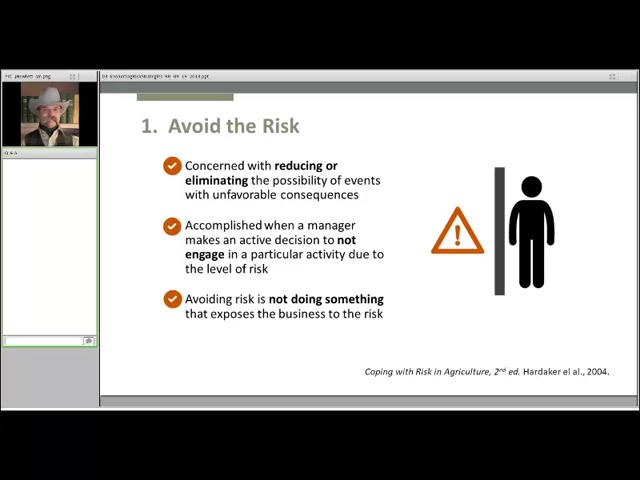 Q & A
1. Avoid the Risk
Concerned with reducing or
eliminating the possibility of events
with unfavorable consequences
Accomplished when a manager
makes an active decision to not
engage in a particular activity due to
the level of risk
Avoiding risk is not doing something
that exposes the business to the risk
Coping with Risk in Agriculture, 2nd ed. Hardaker el al., 2004.